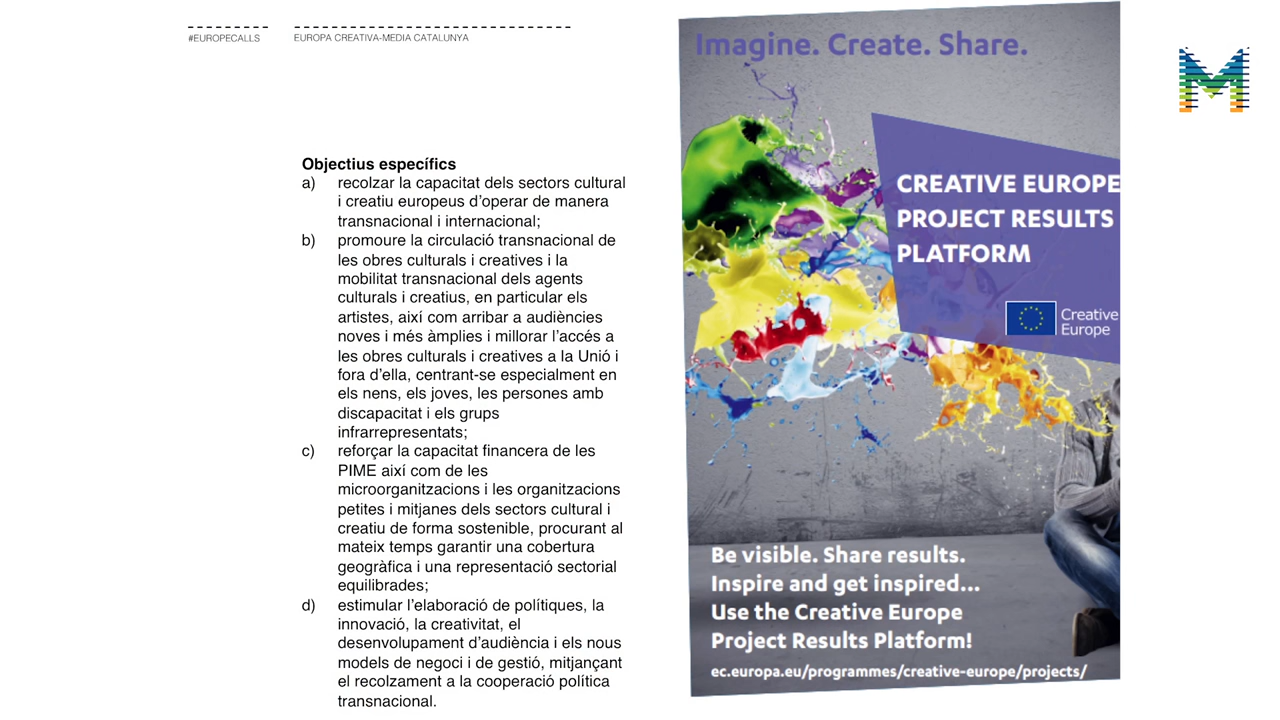 #EUROPECALLS
EUROPA CREATIVA-MEDIA CATALUNYA
Objectius específics
a) recolzar la capacitat dels sectors cultural
i creatiu europeus d’operar de manera
transnacional i internacional;
b) promoure la circulació transnacional de
les obres culturals i creatives i la
mobilitat transnacional dels agents
culturals i creatius, en particular els
artistes, així com arribar a audiències
noves i més àmplies i millorar l’accés a
les obres culturals i creatives a la Unió i
fora d’ella, centrant-se especialment en
els nens, els joves, les persones amb
discapacitat i els grups
infrarrepresentats;
c) reforçar la capacitat financera de les
PIME així com de les
microorganitzacions i les organitzacions
petites i mitjanes dels sectors cultural i
creatiu de forma sostenible, procurant al
mateix temps garantir una cobertura
geogràfica i una representació sectorial
equilibrades;
d) estimular l’elaboració de polítiques, la
innovació, la creativitat, el
desenvolupament d’audiència i els nous
models de negoci i de gestió, mitjançant
el recolzament a la cooperació política
transnacional.
Imagine. Create. Share.
CREATIVE EUROPE
PROJECT RESULTS
PLATFORM
Creative
Europe
Be visible. Share results.
Inspire and get inspired...
Use the Creative Europe
Project Results Platform!
ec.europa.eu/programmes/creative-europe/projects/
M